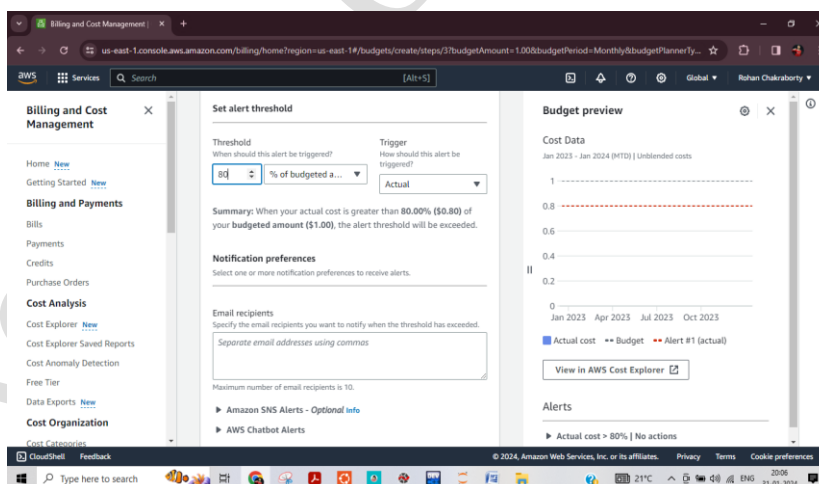 Billing and Cost Management |
us-east-1.console.aws.amazon.com/billing/home?region=us-east-1#/budgets/create/steps/3?budgetAmount=1.00&budgetPeriod=Monthly&budgetPlannerTy...
aws Services Search [Alt+S] Global Rohan Chakraborty
Billing and Cost
Management
Home New
Getting Started New
Billing and Payments
Bills
Payments
Credits
Purchase Orders
Cost Analysis
Cost Explorer New
Cost Explorer Saved Reports
Cost Anomaly Detection
Free Tier
Data Exports New
Cost Organization
Cost Categories
Set alert threshold
Threshold
When should this alert be triggered?
80 % of budgeted a...
Trigger
How should this alert be
triggered?
Actual
Summary: When your actual cost is greater than 80.00% ($0.80) of
your budgeted amount ($1.00), the alert threshold will be exceeded.
Notification preferences
Select one or more notification preferences to receive alerts.
Email recipients
Specify the email recipients you want to notify when the threshold has exceeded.
Separate email addresses using commas
Maximum number of email recipients is 10.
Amazon SNS Alerts - Optional Info
AWS Chatbot Alerts
Budget preview
Cost Data
Jan 2023 - Jan 2024 (MTD) | Unblended costs
1
0.8
0.6
0.4
0.2
0
Jan 2023 Apr 2023 Jul 2023 Oct 2023
Actual cost Budget Alert #1 (actual)
View in AWS Cost Explorer
Alerts
Actual cost > 80% | No actions
CloudShell Feedback © 2024, Amazon Web Services, Inc. or its affiliates. Privacy Terms Cookie preferences
Type here to search 21°C ENG 20:06
21-01-2024